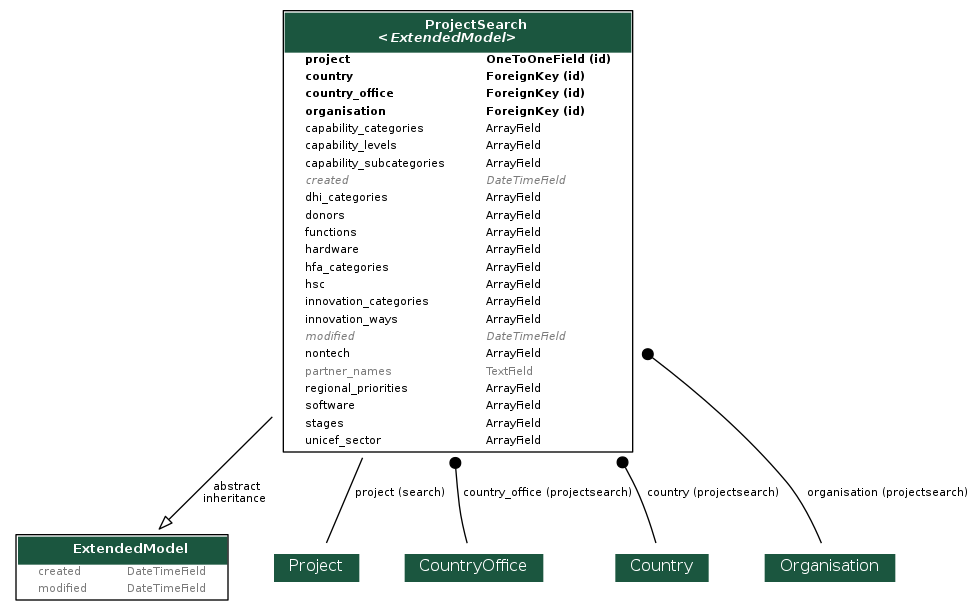 ProjectSearch
<ExtendedModel>
project OneToOneField (id)
country ForeignKey (id)
country_office ForeignKey (id)
organisation ForeignKey (id)
capability_categories ArrayField
capability_levels ArrayField
capability_subcategories ArrayField
created DateTimeField
dhi_categories ArrayField
donors ArrayField
functions ArrayField
hardware ArrayField
hfa_categories ArrayField
hsc ArrayField
innovation_categories ArrayField
innovation_ways ArrayField
modified DateTimeField
nontech ArrayField
partner_names TextField
regional_priorities ArrayField
software ArrayField
stages ArrayField
unicef_sector ArrayField
abstract
inheritance
project (search)
country_office (projectsearch)
country (projectsearch)
organisation (projectsearch)
ExtendedModel
created DateTimeField
modified DateTimeField
Project
CountryOffice
Country
Organisation